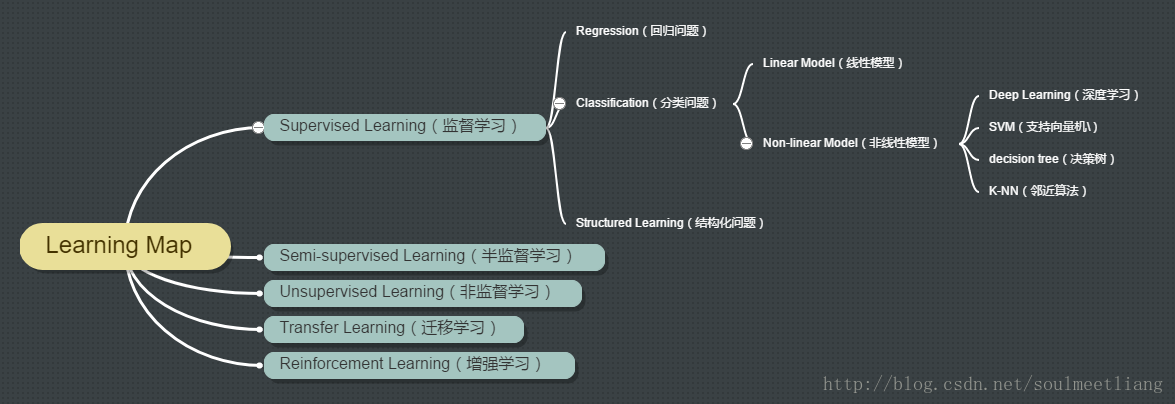 Learning Map
Supervised Learning（监督学习）
Regression（回归问题）
Classification（分类问题）
Linear Model（线性模型）
Non-linear Model（非线性模型）
Deep Learning（深度学习）
SVM（支持向量机\）
decision tree（决策树）
K-NN（邻近算法）
Structured Learning（结构化问题）
Semi-supervised Learning（半监督学习）
Unsupervised Learning（非监督学习）
Transfer Learning（迁移学习）
Reinforcement Learning（增强学习）
http://blog.csdn.net/soulmeetliang